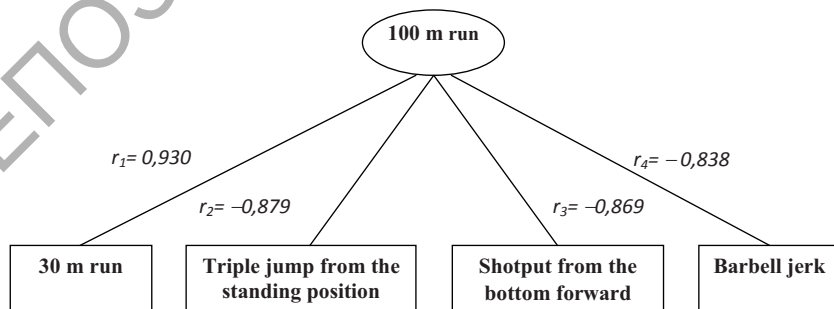 ЕПОЗ
100 m run
r₁= 0,930
r₄= −0,838
r₂= −0,879
r₃= −0,869
30 m run
Triple jump from the
standing position
Shotput from the
bottom forward
Barbell jerk